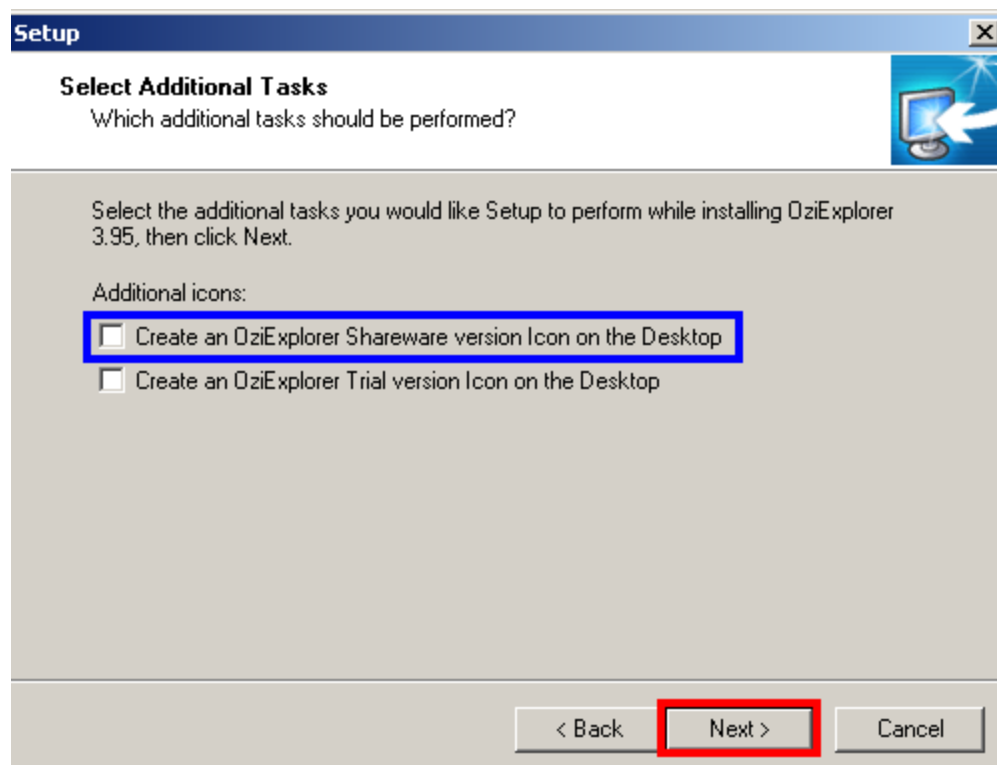 Setup
Select Additional Tasks
Which additional tasks should be performed?
Select the additional tasks you would like Setup to perform while installing OziExplorer
3.95, then click Next.
Additional icons:
Create an OziExplorer Shareware version Icon on the Desktop
Create an OziExplorer Trial version Icon on the Desktop
< Back Next > Cancel